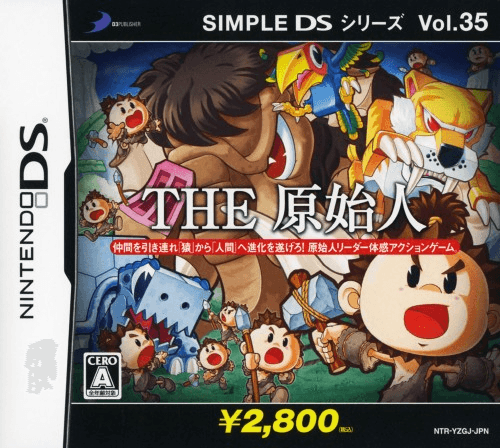 D3PUBLISHER
SIMPLE DS シリーズ Vol.35
NINTENDO DS
THE 原始人
仲間を引き連れ「猿」から「人間」へ進化を遂げろ! 原始人リーダー体感アクションゲーム
CERO
A
全年齢対象
¥2,800(税込)
NTR-YZGJ-JPN